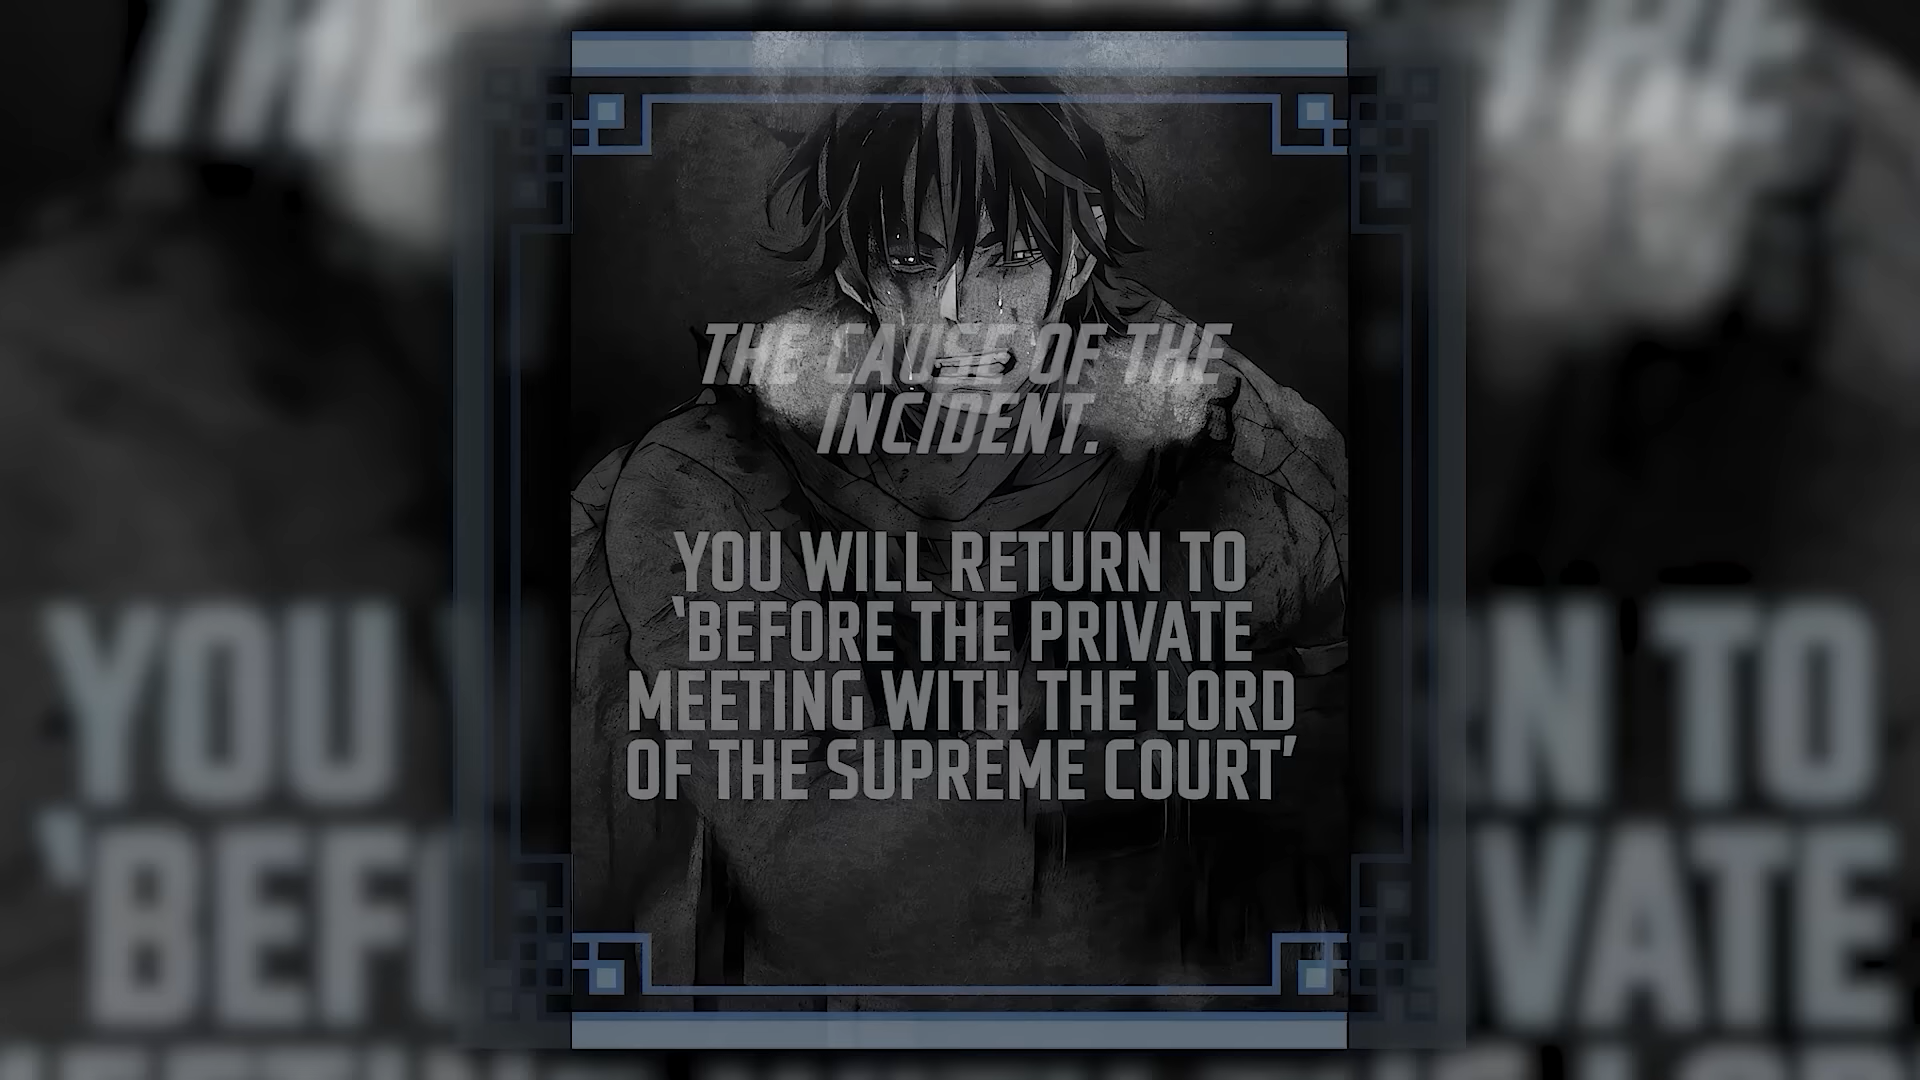 THE CAUSE OF THE
INCIDENT.
YOU WILL RETURN TO
‘BEFORE THE PRIVATE
MEETING WITH THE LORD
OF THE SUPREME COURT’